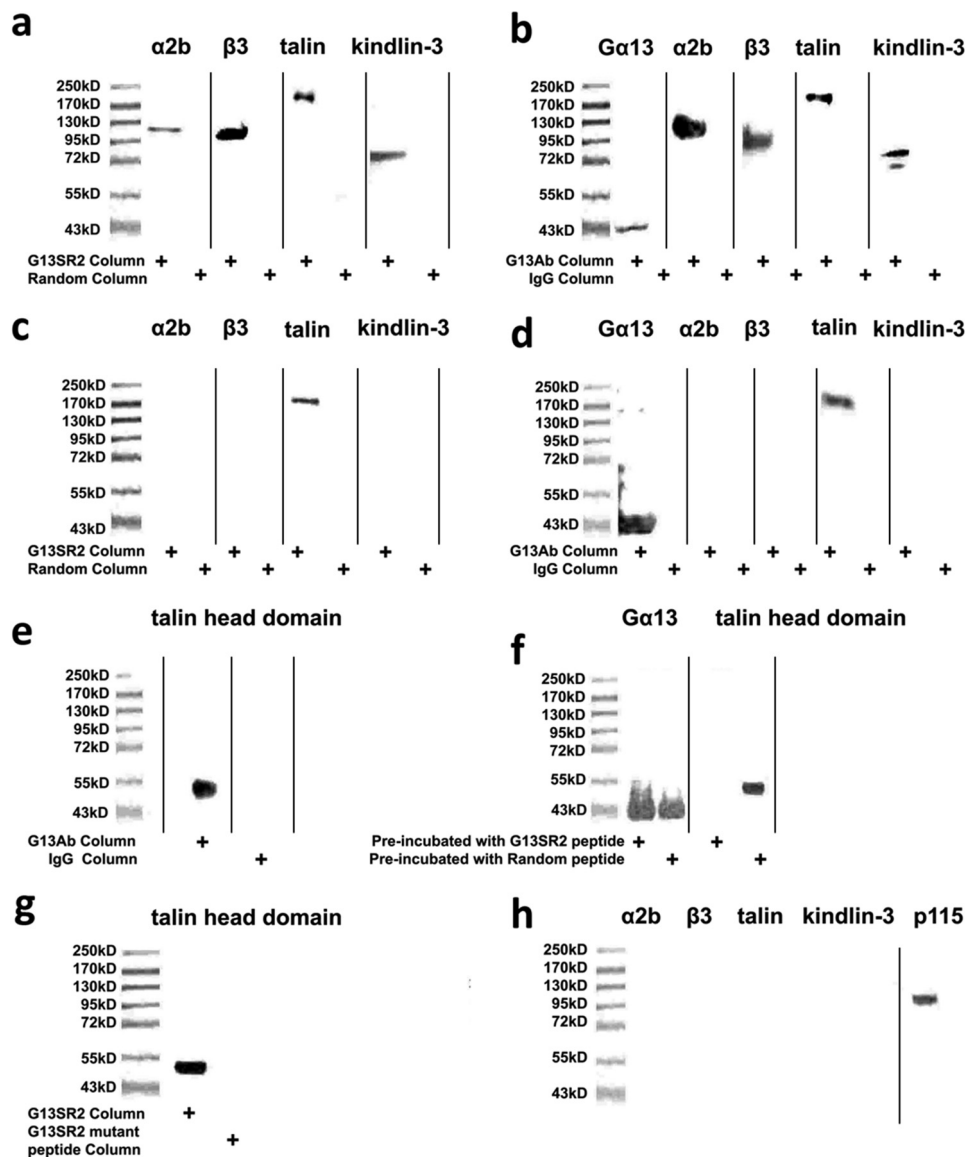 a
α2b β3 talin kindlin-3
250kD
170kD
130kD
95kD
72kD
55kD
43kD
G13SR2 Column + + + +
Random Column + + + +
b
Gα13 α2b β3 talin kindlin-3
250kD
170kD
130kD
95kD
72kD
55kD
43kD
G13Ab Column + + + + +
IgG Column + + + + +
c
α2b β3 talin kindlin-3
250kD
170kD
130kD
95kD
72kD
55kD
43kD
G13SR2 Column + + + +
Random Column + + + +
d
Gα13 α2b β3 talin kindlin-3
250kD
170kD
130kD
95kD
72kD
55kD
43kD
G13Ab Column + + + + +
IgG Column + + + + +
e
talin head domain
250kD
170kD
130kD
95kD
72kD
55kD
43kD
G13Ab Column +
IgG Column +
f
Gα13 talin head domain
250kD
170kD
130kD
95kD
72kD
55kD
43kD
Pre-incubated with G13SR2 peptide + +
Pre-incubated with Random peptide + +
g
talin head domain
250kD
170kD
130kD
95kD
72kD
55kD
43kD
G13SR2 Column +
G13SR2 mutant
peptide Column +
h
α2b β3 talin kindlin-3 p115
250kD
170kD
130kD
95kD
72kD
55kD
43kD